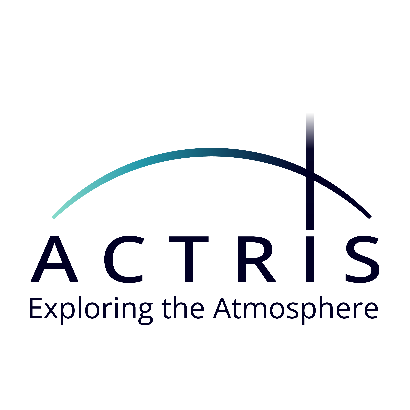 ACTRIS
Exploring the Atmosphere